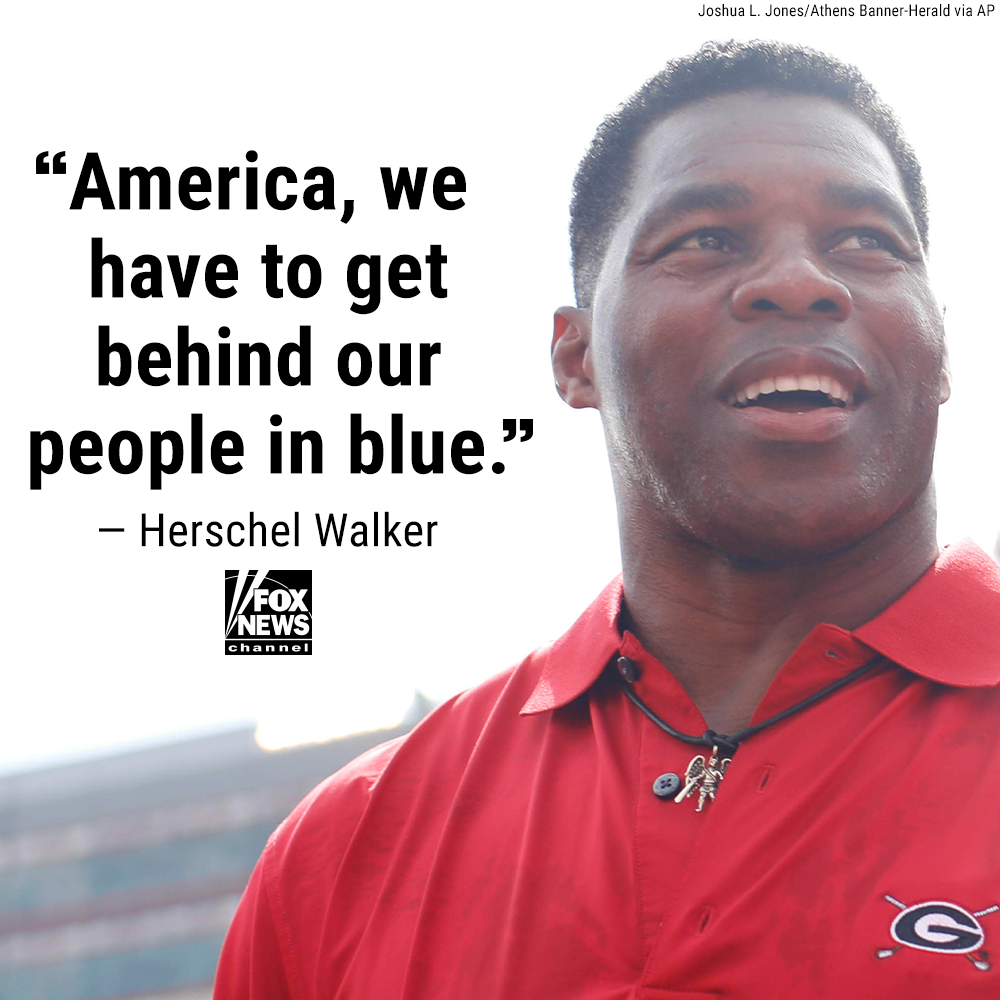 Joshua L. Jones/Athens Banner-Herald via AP
“America, we
have to get
behind our
people in blue.”
– Herschel Walker
FOX
NEWS
channel
G